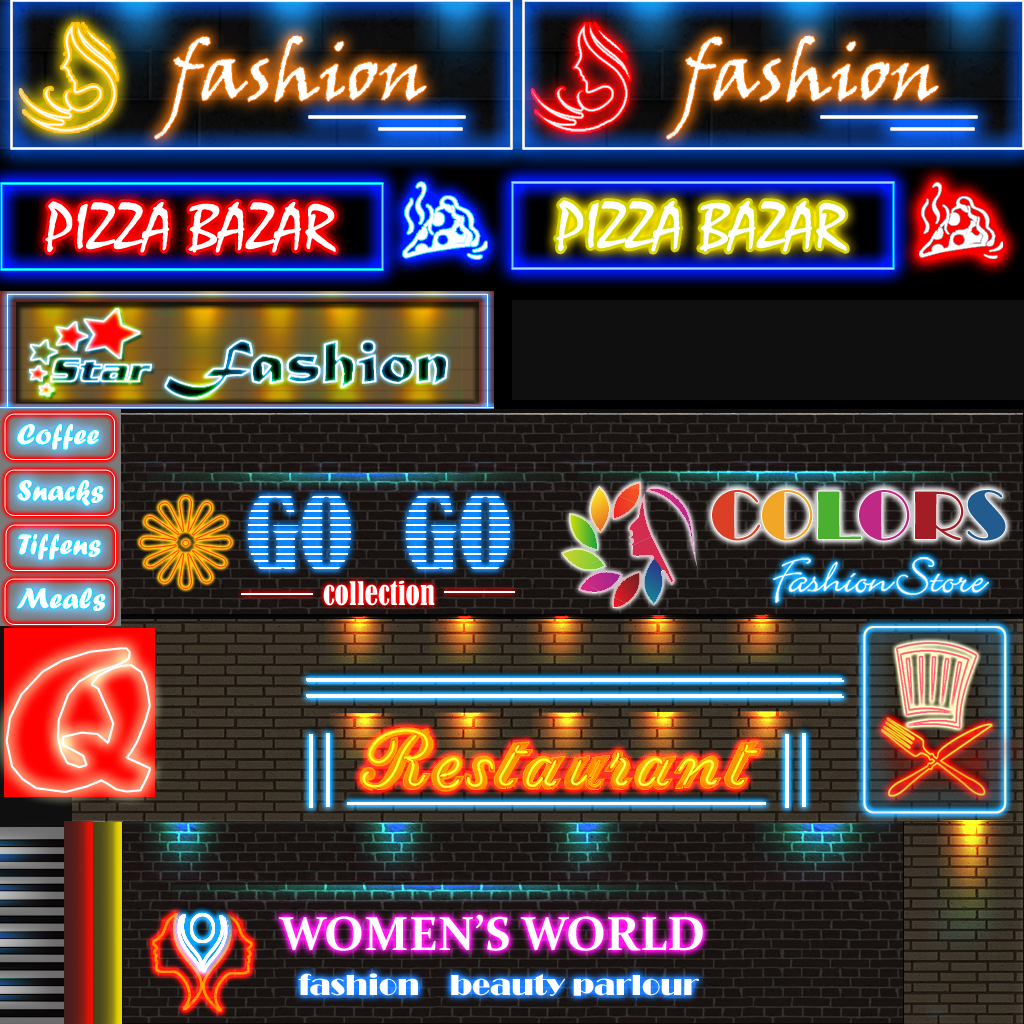 fashion
fashion
PIZZA BAZAR
PIZZA BAZAR
Star Fashion
Coffee
Snacks
Tiffens
Meals
GO GO
collection
COLORS
Fashion Store
Q
Restaurant
WOMEN'S WORLD
fashion beauty parlour